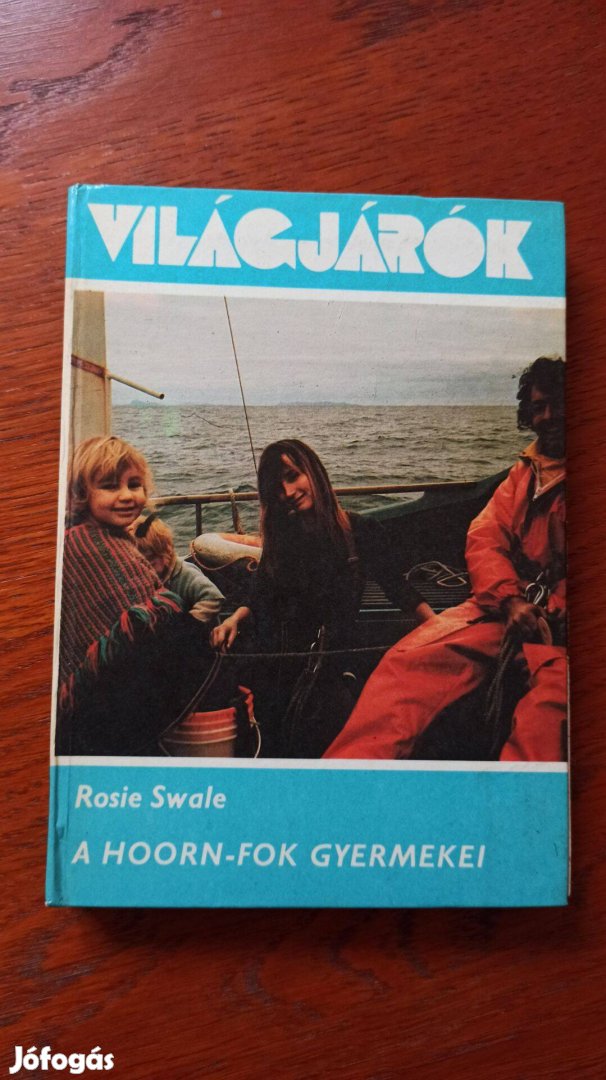 VILÁGJÁRÓK
Rosie Swale
A HOORN-FOK GYERMEKEI
Jófogás